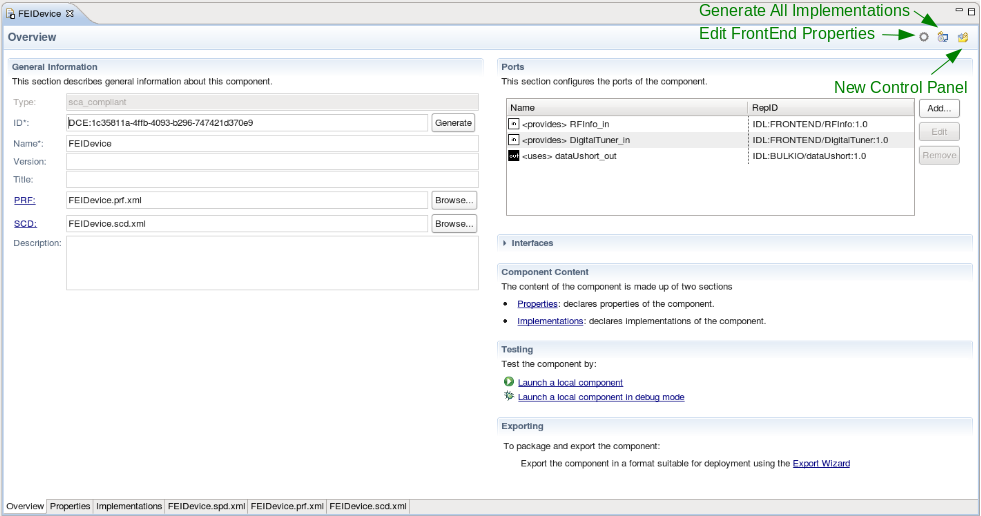 FEIDevice
Generate All Implementations
Edit FrontEnd Properties
New Control Panel
Overview
General Information
This section describes general information about this component.
Type: sca_compliant
ID*: DCE:1c35811a-4ffb-4093-b296-747421d370e9 Generate
Name*: FEIDevice
Version:
Title:
PRF: FEIDevice.prf.xml Browse...
SCD: FEIDevice.scd.xml Browse...
Description:
Ports
This section configures the ports of the component.
Name RepID
<provides> RFInfo_in IDL:FRONTEND/RFInfo:1.0
<provides> DigitalTuner_in IDL:FRONTEND/DigitalTuner:1.0
<uses> dataUshort_out IDL:BULKIO/dataUshort:1.0
Add...
Edit
Remove
Interfaces
Component Content
The content of the component is made up of two sections
• Properties: declares properties of the component.
• Implementations: declares implementations of the component.
Testing
Test the component by:
Launch a local component
Launch a local component in debug mode
Exporting
To package and export the component:
Export the component in a format suitable for deployment using the Export Wizard
Overview Properties Implementations FEIDevice.spd.xml FEIDevice.prf.xml FEIDevice.scd.xml